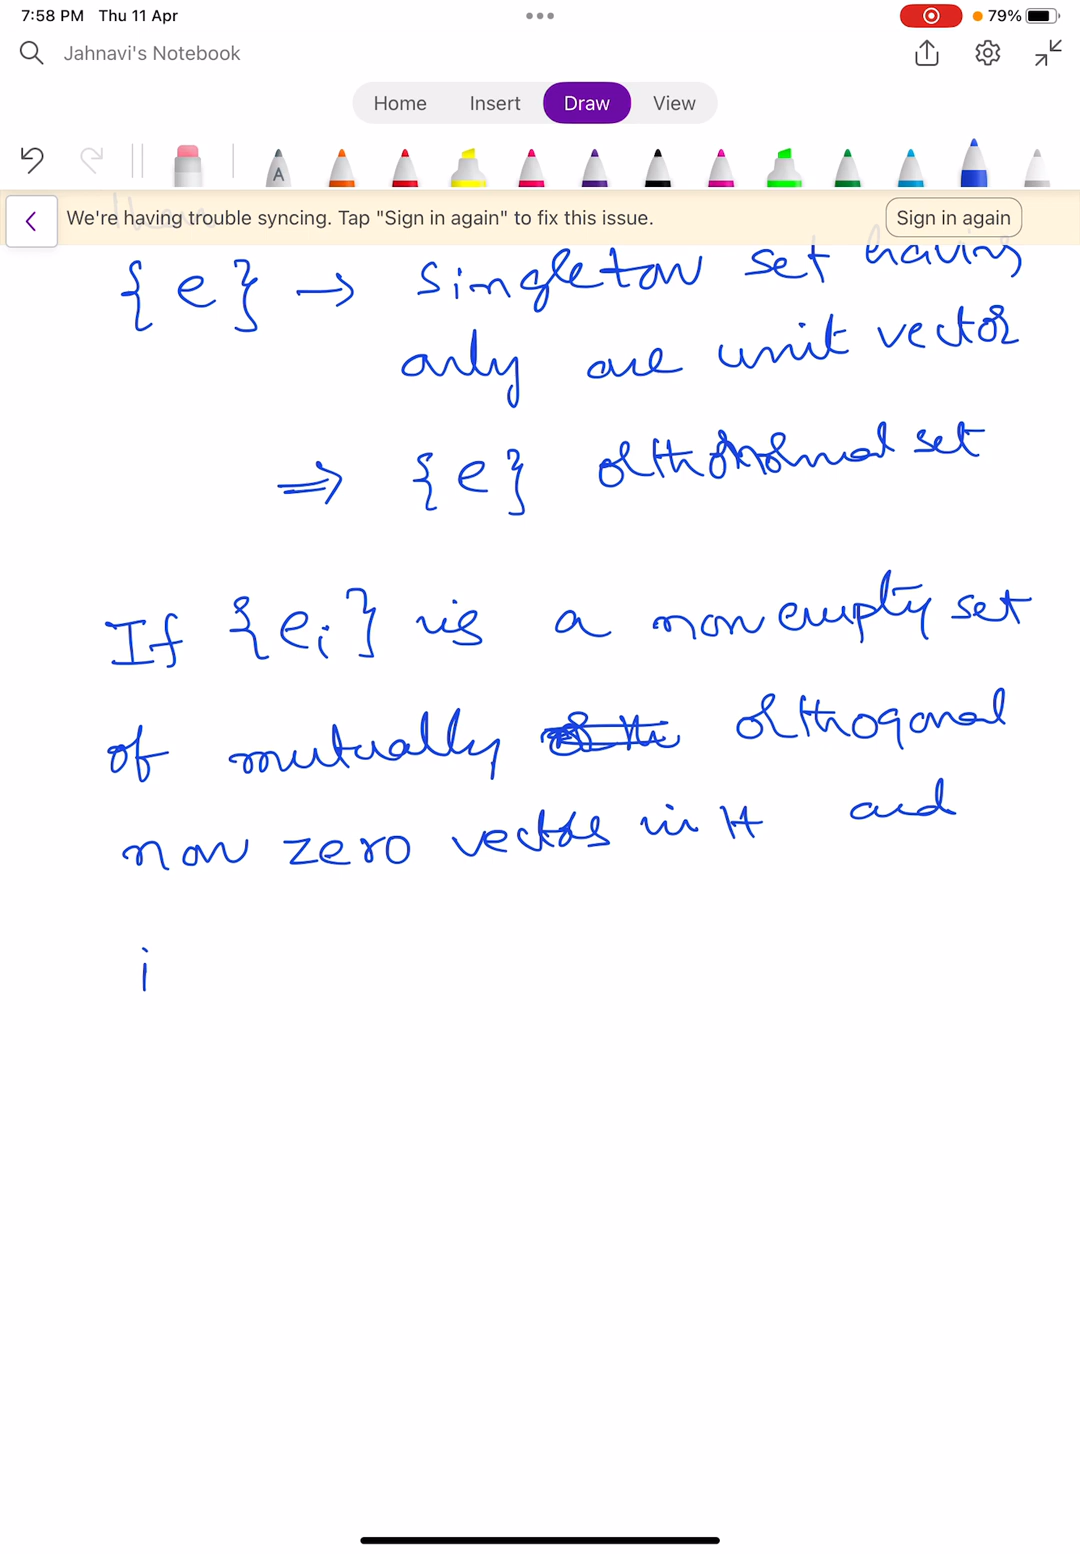 7:58 PM Thu 11 Apr
79%
Jahnavi's Notebook
Home Insert Draw View
A
We're having trouble syncing. Tap "Sign in again" to fix this issue. Sign in again
{e} → singleton set having
only one unit vector
⇒ {e} orthonormal set
If {eᵢ} is a non empty set
of mutually orthogonal
non zero vectors in H and
i